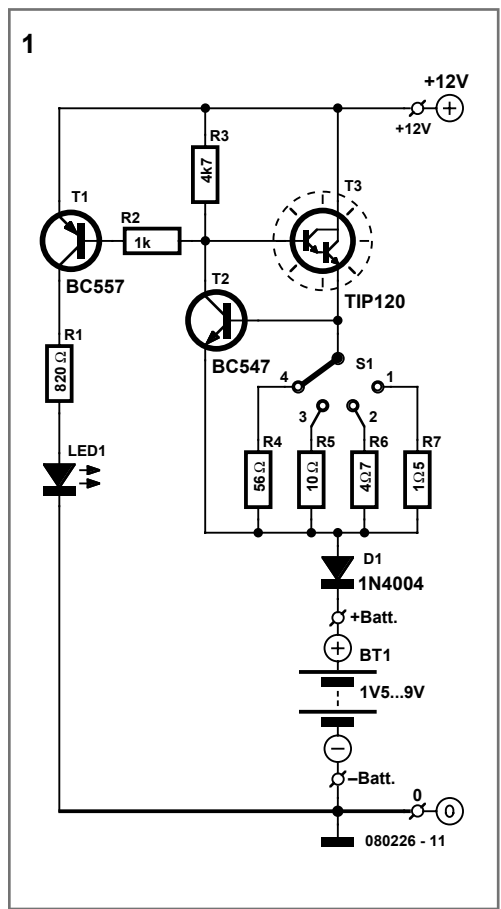 1
+12V
+12V
R3
4k7
T1
T3
R2
1k
T2
BC557
TIP120
R1
BC547
S1
820 Ω
4
1
3
2
LED1
R4
R5
R6
R7
56 Ω
10 Ω
4Ω7
1Ω5
D1
1N4004
+Batt.
BT1
1V5...9V
–Batt.
0
0
080226 - 11